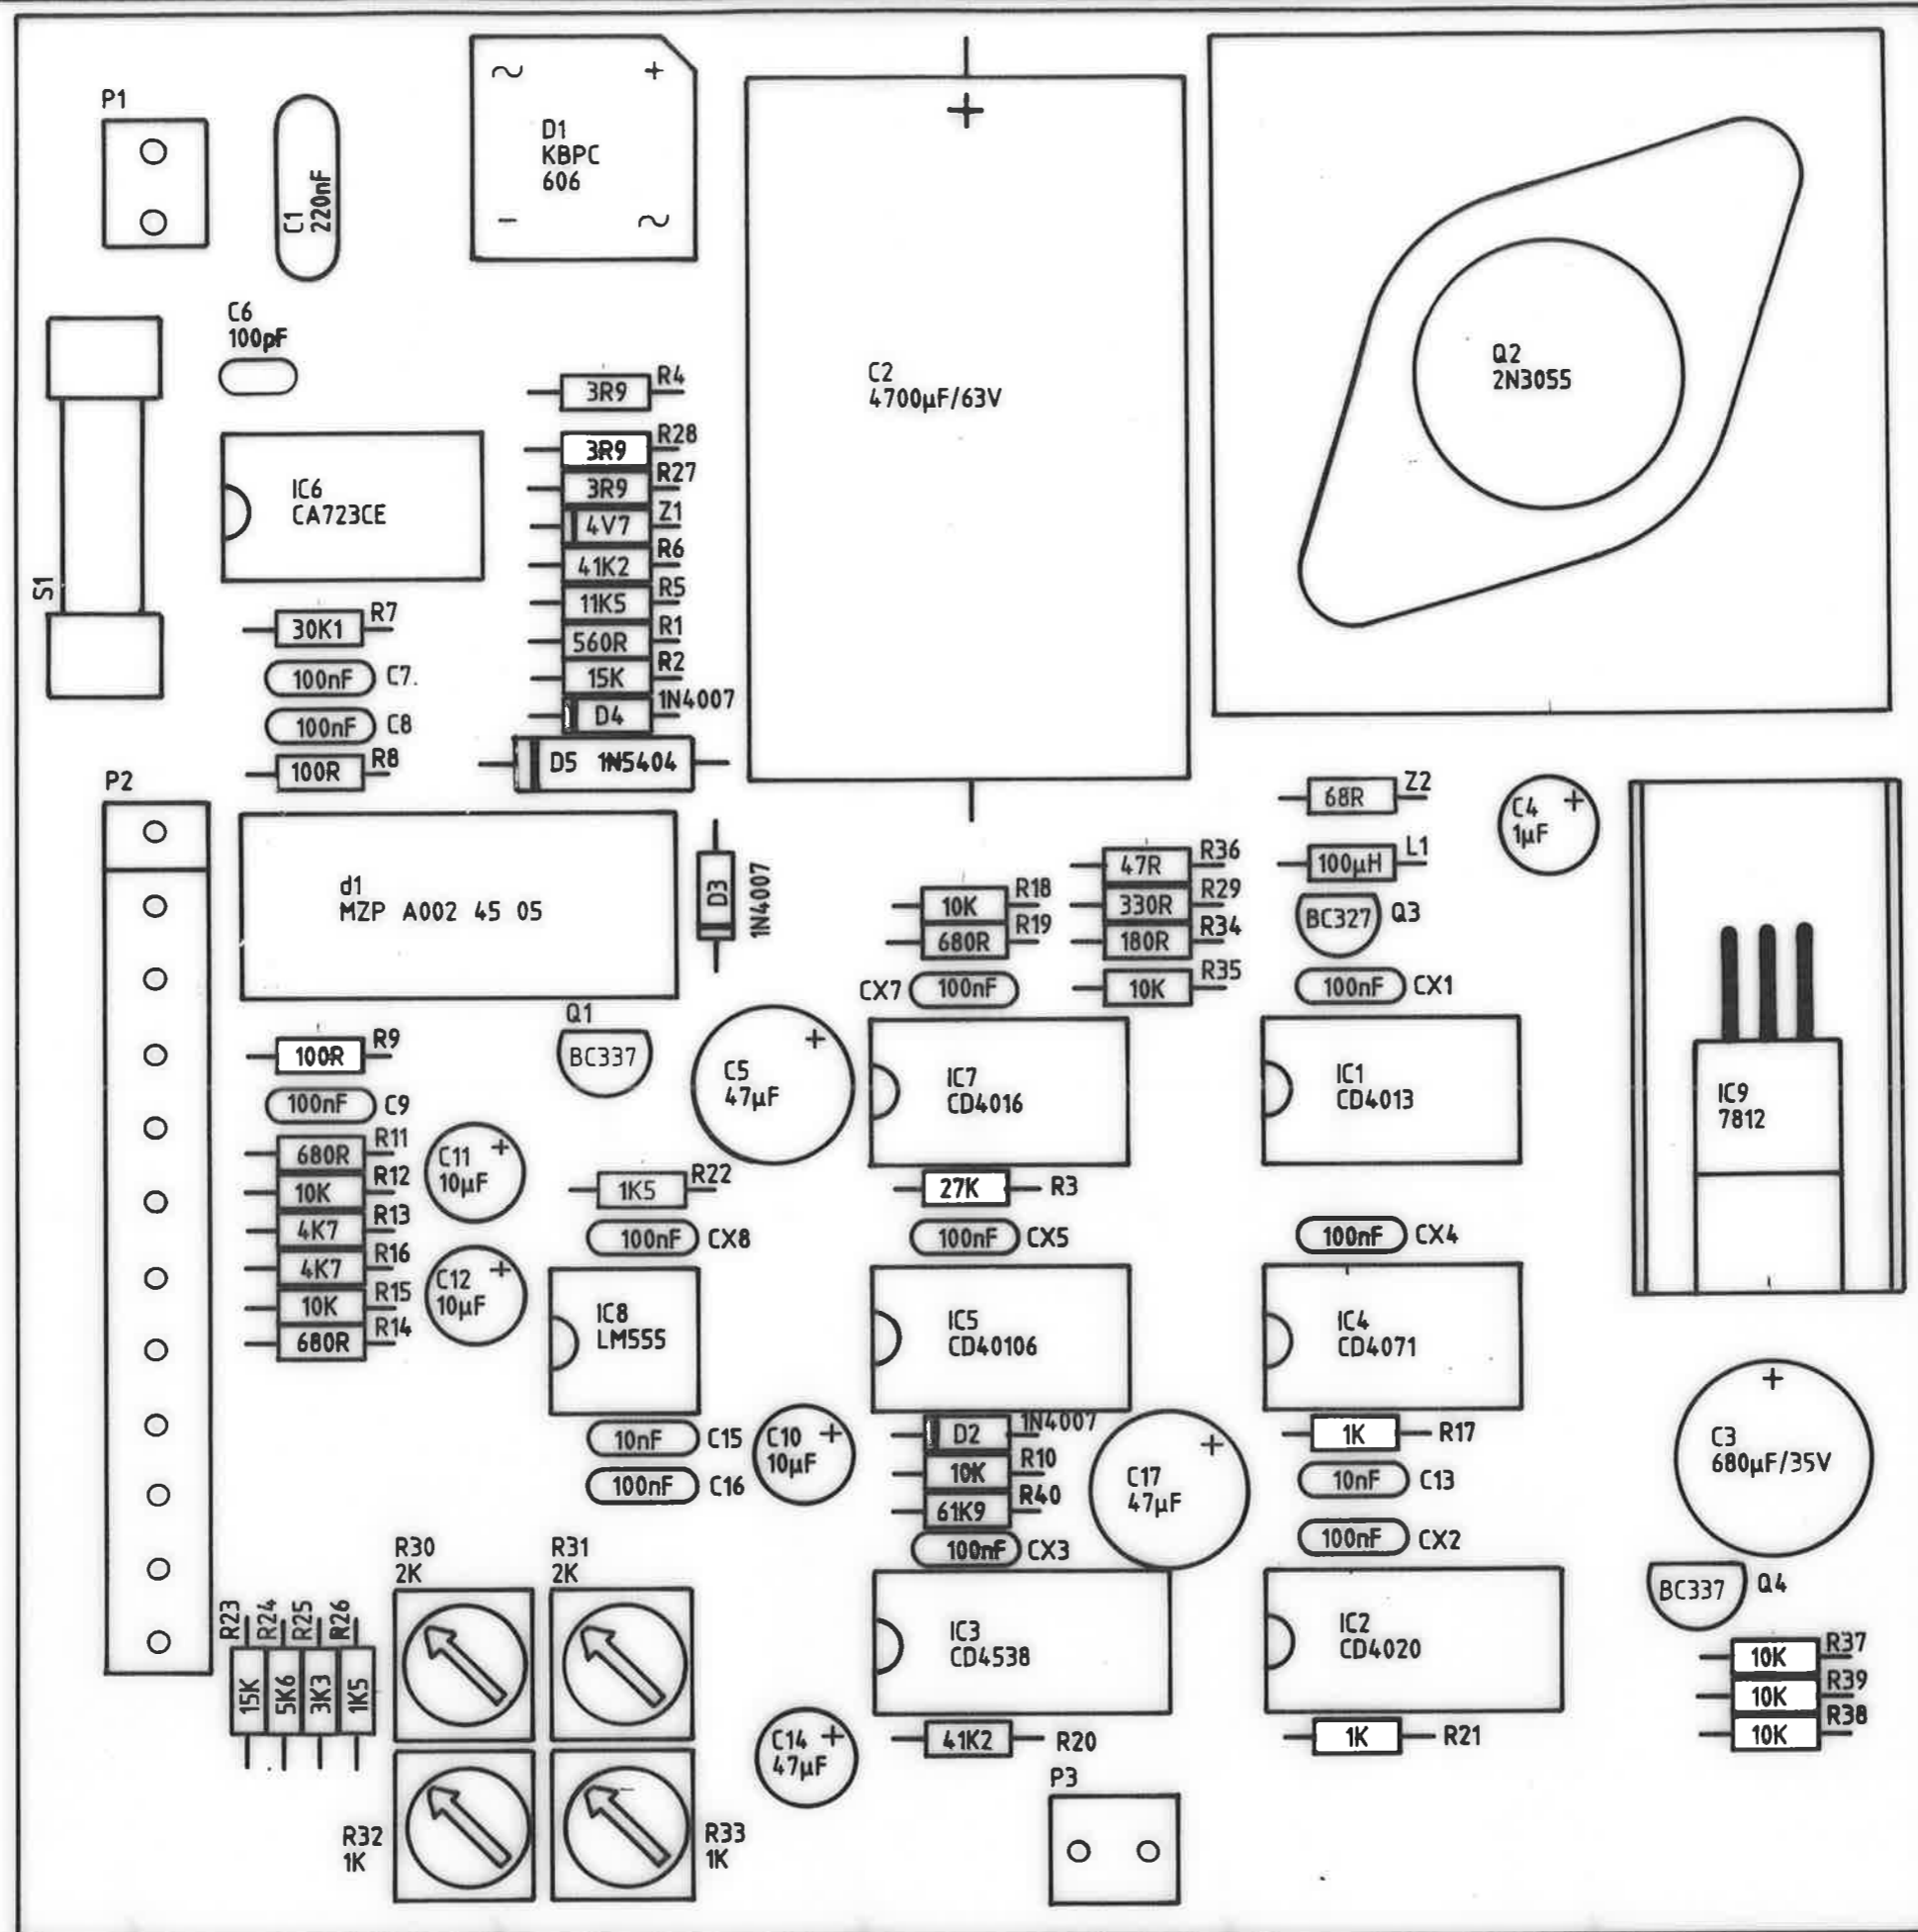 P1
C1
220nF
~ +
D1
KBPC
606
- ~
+
C2
4700µF/63V
Q2
2N3055
C6
100pF
S1
IC6
CA723CE
3R9 R4
3R9 R28
3R9 R27
4V7 Z1
41K2 R6
11K5 R5
560R R1
15K R2
D4 1N4007
D5 1N5404
30K1 R7
100nF C7.
100nF C8
100R R8
P2
d1
MZP A002 45 05
D3
1N4007
68R Z2
100µH L1
BC327 Q3
100nF CX1
C4 +
1µF
47R R36
330R R29
180R R34
10K R35
10K R18
680R R19
CX7 100nF
Q1
BC337
C5 +
47µF
IC7
CD4016
IC1
CD4013
IC9
7812
100R R9
100nF C9
680R R11
10K R12
4K7 R13
4K7 R16
10K R15
680R R14
C11 +
10µF
C12 +
10µF
1K5 R22
100nF CX8
IC8
LM555
10nF C15
100nF C16
27K R3
100nF CX5
IC5
CD40106
100nF CX4
IC4
CD4071
C10 +
10µF
D2 1N4007
10K R10
61K9 R40
100nF CX3
C17 +
47µF
1K R17
10nF C13
100nF CX2
+
C3
680µF/35V
BC337 Q4
R30
2K
R31
2K
R23 R24 R25 R26
15K 5K6 3K3 1K5
IC3
CD4538
IC2
CD4020
10K R37
10K R39
10K R38
C14 +
47µF
41K2 R20
1K R21
P3
R32
1K
R33
1K